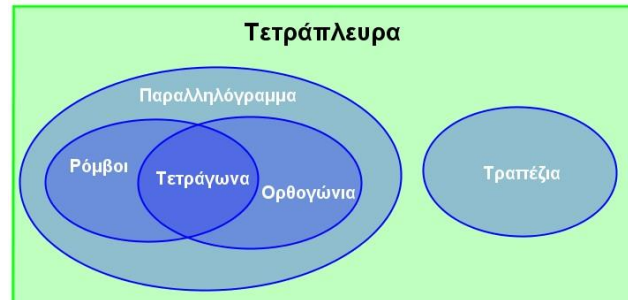 Τετράπλευρα
Παραλληλόγραμμα
Ρόμβοι
Τετράγωνα
Ορθογώνια
Τραπέζια